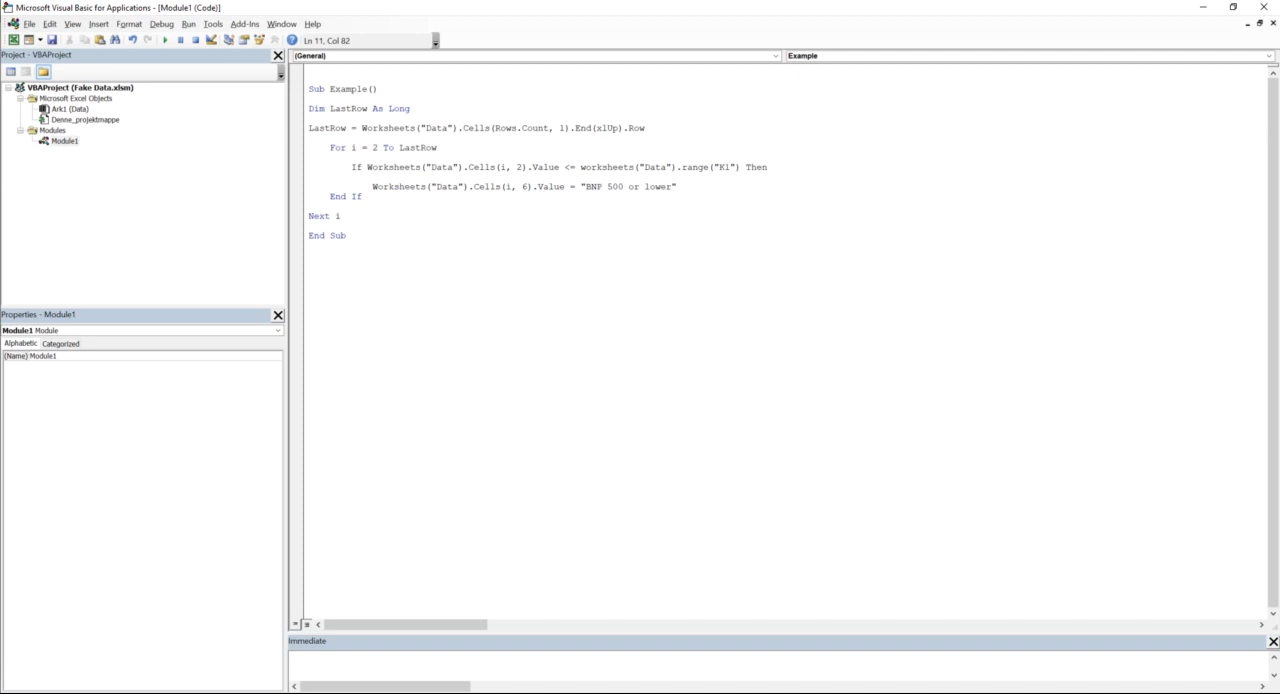 Microsoft Visual Basic for Applications - [Module1 (Code)]
File Edit View Insert Format Debug Run Tools Add-Ins Window Help
Ln 11, Col 82
Project - VBAProject
(General)
Example
VBAProject (Fake Data.xlsm)
Microsoft Excel Objects
Ark1 (Data)
Denne_projektmappe
Modules
Module1
Sub Example()
Dim LastRow As Long
LastRow = Worksheets("Data").Cells(Rows.Count, 1).End(xlUp).Row
For i = 2 To LastRow
If Worksheets("Data").Cells(i, 2).Value <= worksheets("Data").range("K1") Then
Worksheets("Data").Cells(i, 6).Value = "BNP 500 or lower"
End If
Next i
End Sub
Properties - Module1
Module1 Module
Alphabetic Categorized
(Name) Module1
Immediate